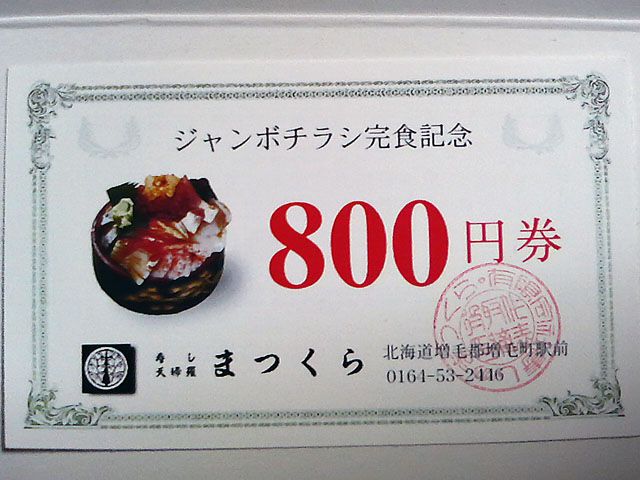 ジャンボチラシ完食記念
800円券
寿し
天婦羅
まつくら
北海道増毛郡増毛町駅前
0164-53-2446